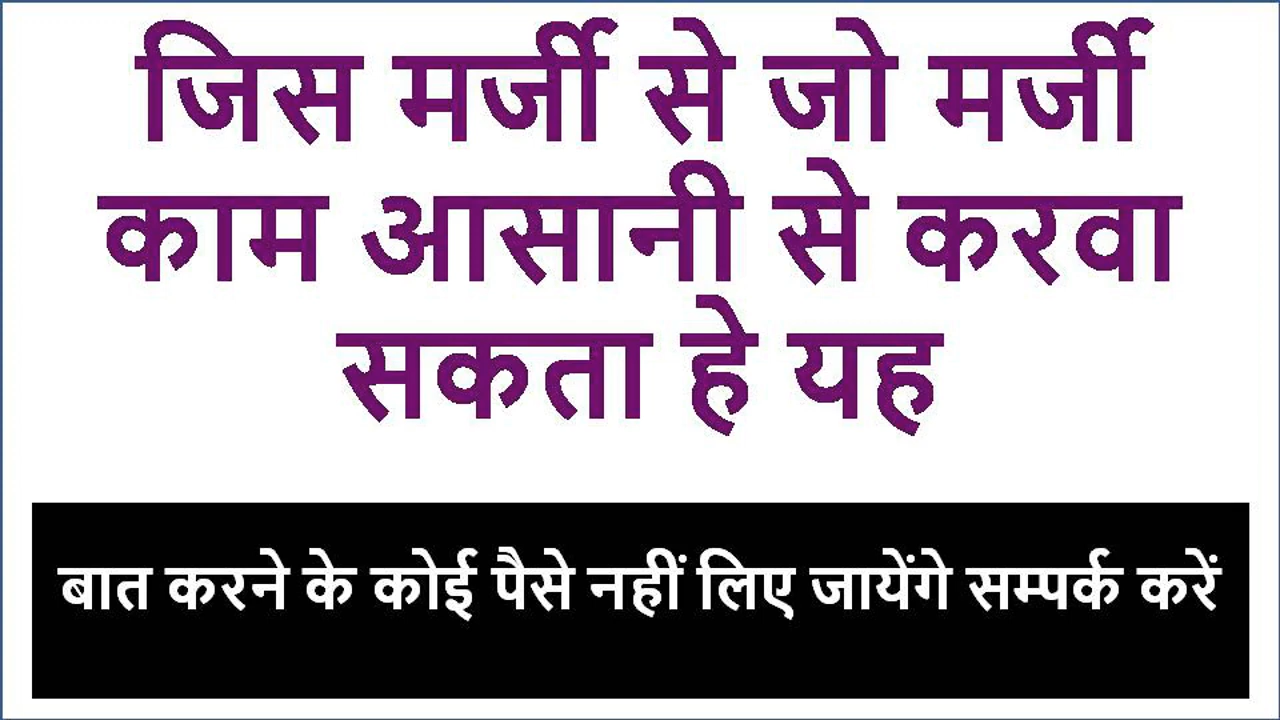 जिस मर्जी से जो मर्जी
काम आसानी से करवा
सकता हे यह
बात करने के कोई पैसे नहीं लिए जायेंगे सम्पर्क करें